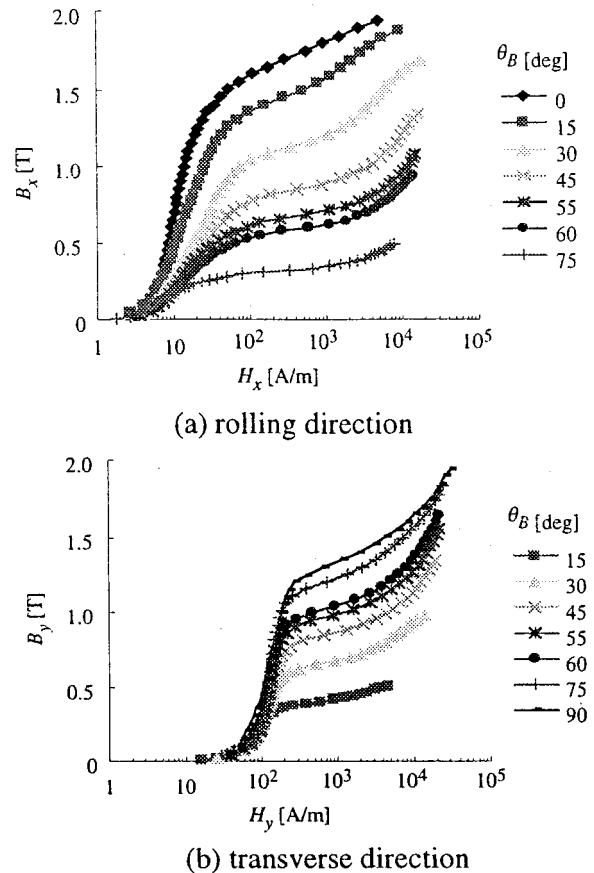 2.0
1.5
1.0
0.5
0
B_x [T]
1 10 10^2 10^3 10^4 10^5
H_x [A/m]
θ_B [deg]
0
15
30
45
55
60
75
(a) rolling direction
2.0
1.5
1.0
0.5
0
B_y [T]
1 10 10^2 10^3 10^4 10^5
H_y [A/m]
θ_B [deg]
15
30
45
55
60
75
90
(b) transverse direction